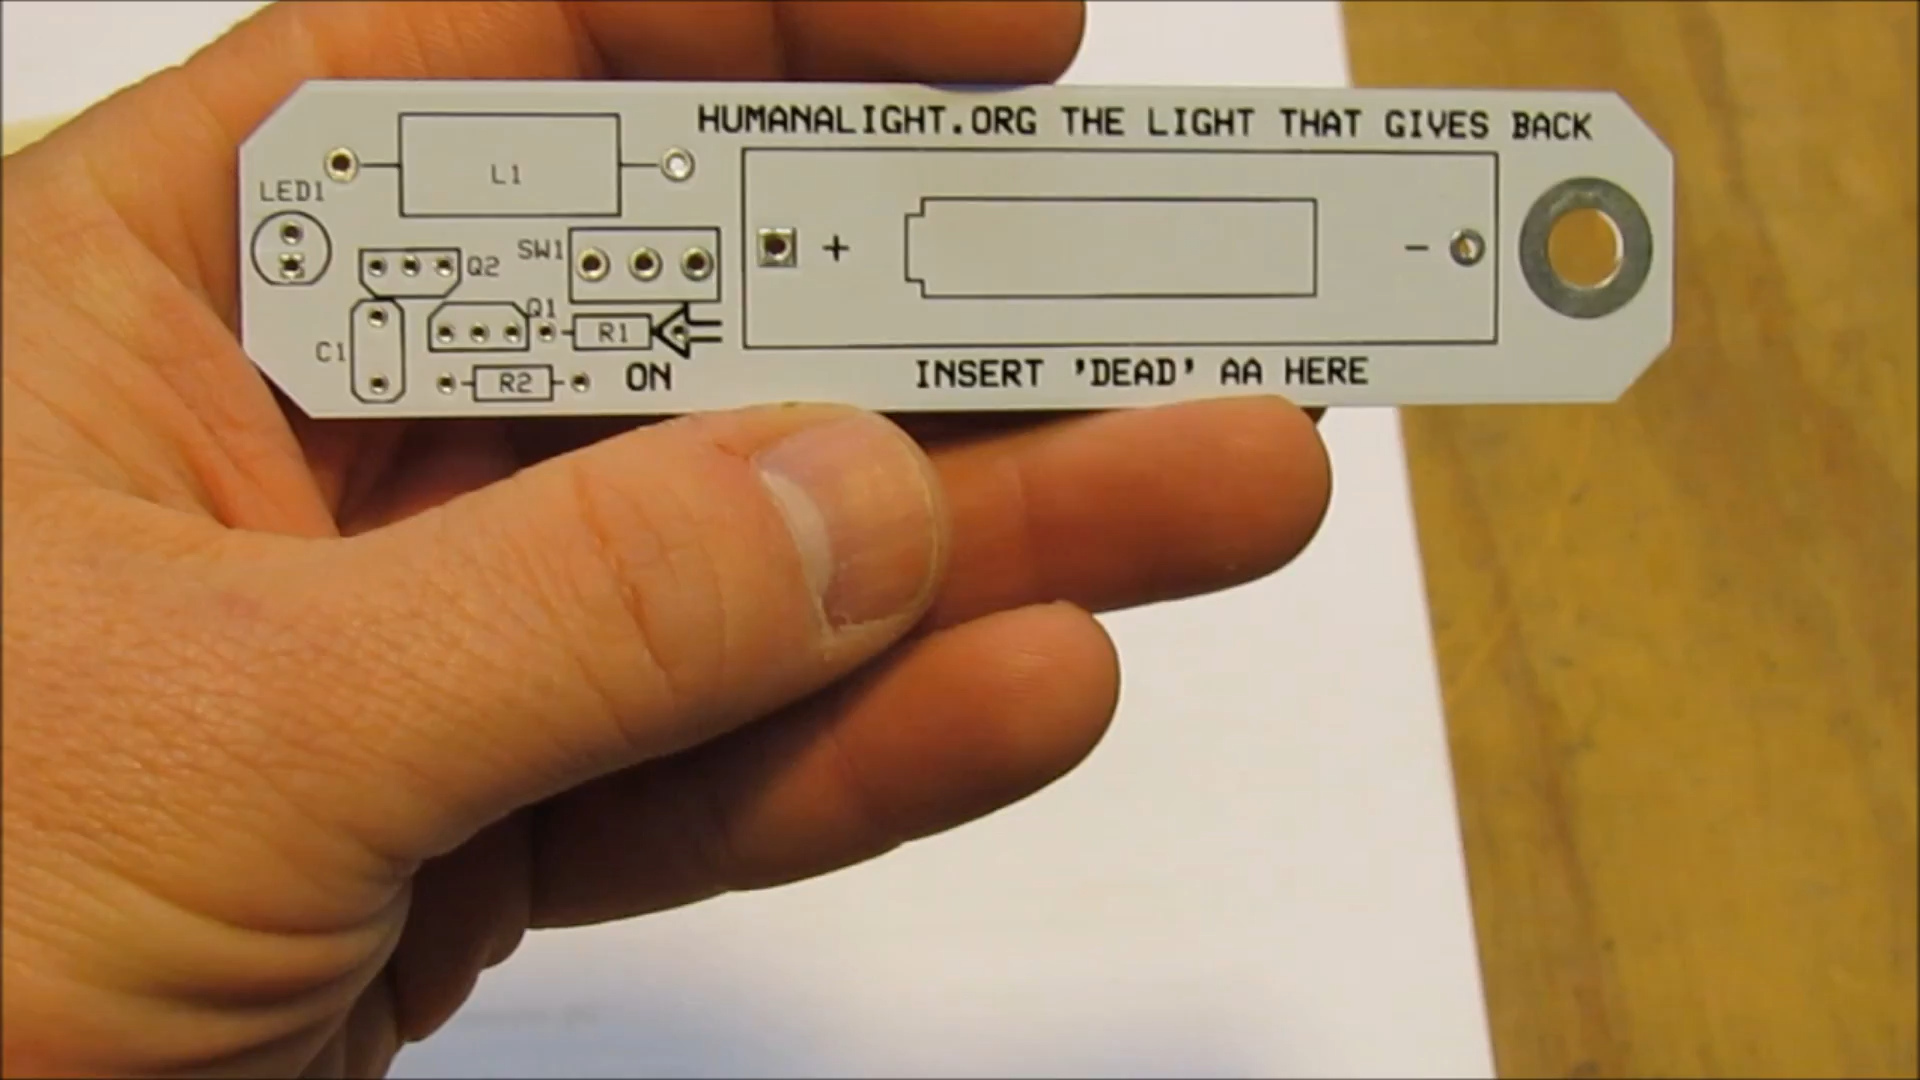 HUMANALIGHT.ORG THE LIGHT THAT GIVES BACK
L1
LED1
SW1
+
-
Q2
Q1
R1
C1
R2
ON
INSERT 'DEAD' AA HERE